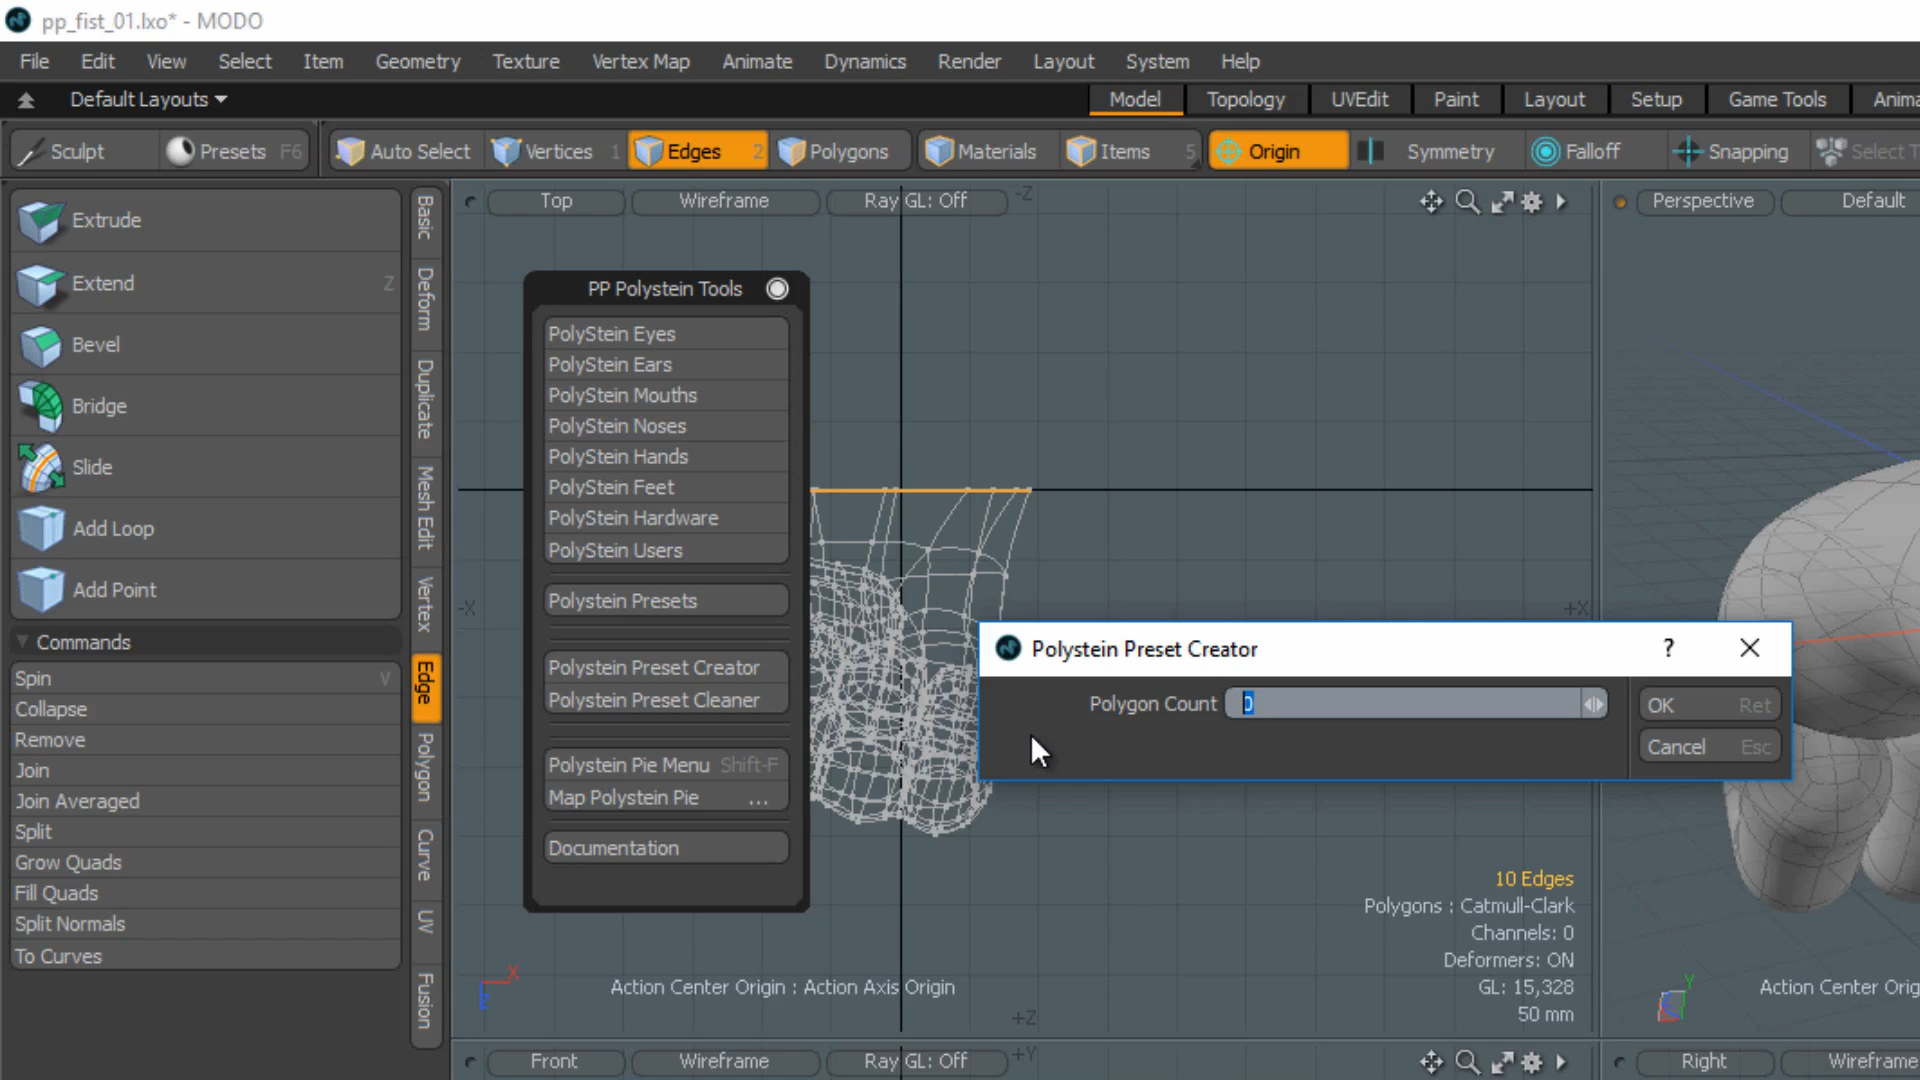 pp_fist_01.lxo* - MODO
File Edit View Select Item Geometry Texture Vertex Map Animate Dynamics Render Layout System Help
Default Layouts Model Topology UVEdit Paint Layout Setup Game Tools Anima
Sculpt Presets F6 Auto Select Vertices 1 Edges 2 Polygons Materials Items 5 Origin Symmetry Falloff Snapping Select T
Top Wireframe Ray GL: Off -Z Perspective Default
Extrude
Extend Z
Bevel
Bridge
Slide
Add Loop
Add Point
Commands
Spin V
Collapse
Remove
Join
Join Averaged
Split
Grow Quads
Fill Quads
Split Normals
To Curves
Basic
Deform
Duplicate
Mesh Edit
Vertex
Edge
Polygon
Curve
UV
Fusion
PP Polystein Tools
PolyStein Eyes
PolyStein Ears
PolyStein Mouths
PolyStein Noses
PolyStein Hands
PolyStein Feet
PolyStein Hardware
PolyStein Users
Polystein Presets
Polystein Preset Creator
Polystein Preset Cleaner
Polystein Pie Menu Shift-F
Map Polystein Pie ...
Documentation
-X
+X
Polystein Preset Creator ?
Polygon Count 0
OK Ret
Cancel Esc
10 Edges
Polygons : Catmull-Clark
Channels: 0
Deformers: ON
GL: 15,328
50 mm
X
Z
Action Center Origin : Action Axis Origin
+Z
Y
Action Center Orig
Front Wireframe Ray GL: Off +Y Right Wireframe